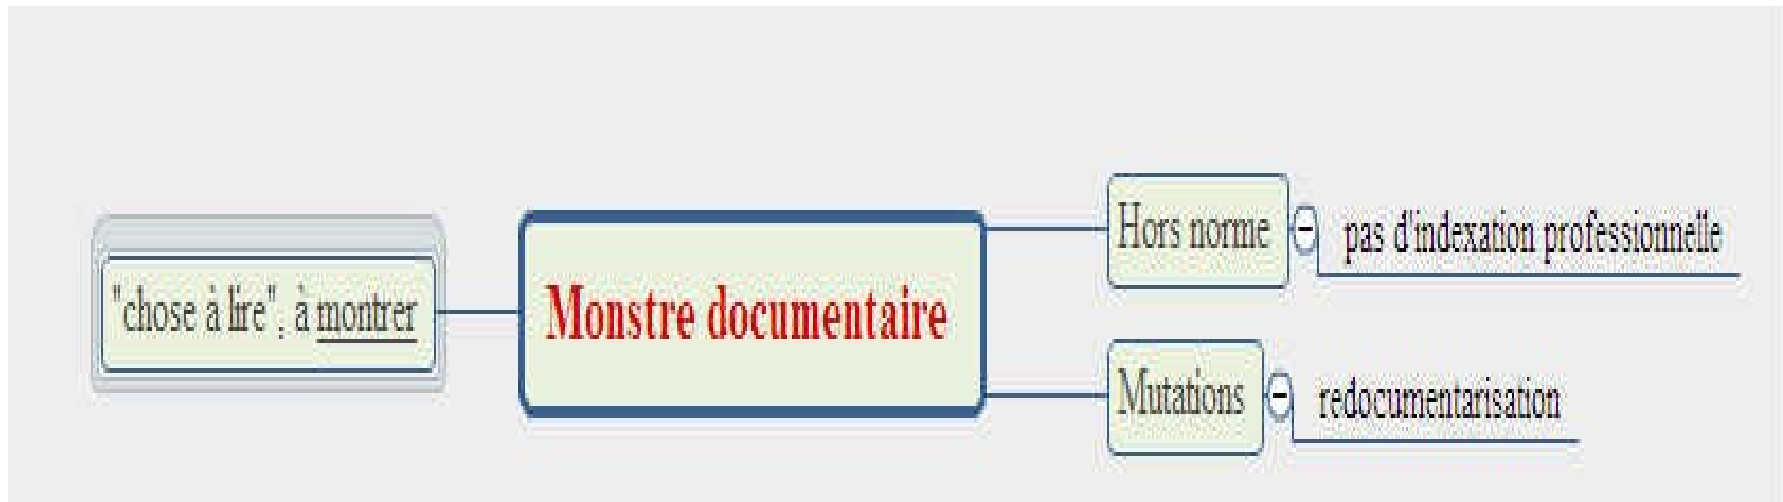 "chose à lire", à montrer
Monstre documentaire
Hors norme
pas d'indexation professionnelle
Mutations
redocumentarisation